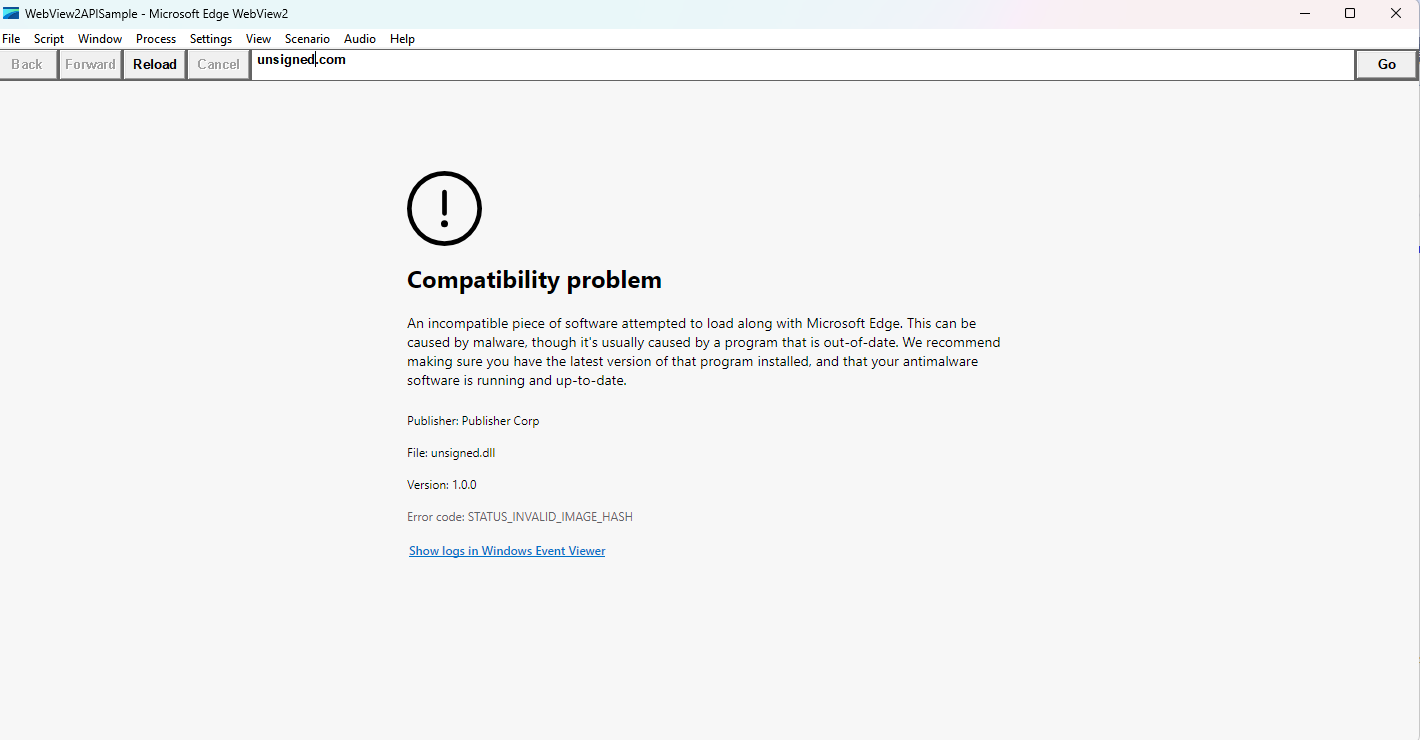 WebView2APISample - Microsoft Edge WebView2
File Script Window Process Settings View Scenario Audio Help
Back Forward Reload Cancel unsigned.com Go
Compatibility problem
An incompatible piece of software attempted to load along with Microsoft Edge. This can be
caused by malware, though it's usually caused by a program that is out-of-date. We recommend
making sure you have the latest version of that program installed, and that your antimalware
software is running and up-to-date.
Publisher: Publisher Corp
File: unsigned.dll
Version: 1.0.0
Error code: STATUS_INVALID_IMAGE_HASH
Show logs in Windows Event Viewer